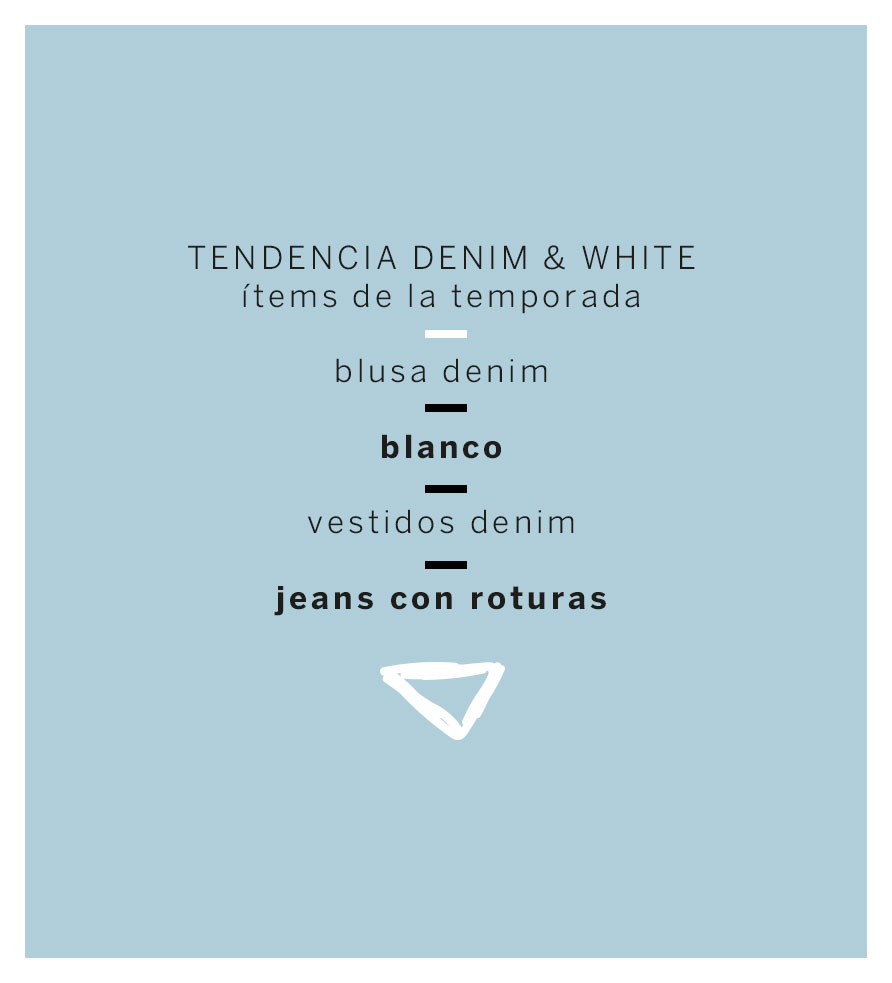 TENDENCIA DENIM & WHITE
ítems de la temporada
blusa denim
blanco
vestidos denim
jeans con roturas